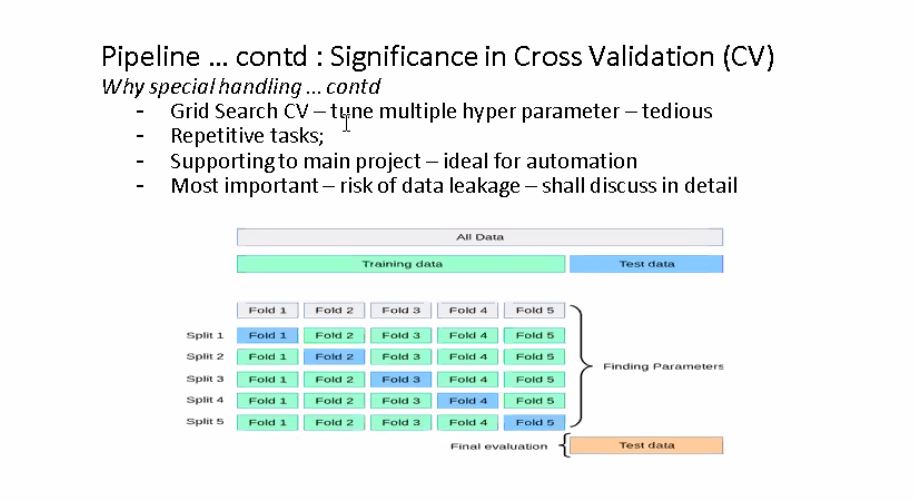 Pipeline ... contd : Significance in Cross Validation (CV)
Why special handling ... contd
- Grid Search CV – tune multiple hyper parameter – tedious
- Repetitive tasks;
- Supporting to main project – ideal for automation
- Most important – risk of data leakage – shall discuss in detail
All Data
Training data Test data
Fold 1 Fold 2 Fold 3 Fold 4 Fold 5
Split 1 Fold 1 Fold 2 Fold 3 Fold 4 Fold 5
Split 2 Fold 1 Fold 2 Fold 3 Fold 4 Fold 5
Split 3 Fold 1 Fold 2 Fold 3 Fold 4 Fold 5
Finding Parameters
Split 4 Fold 1 Fold 2 Fold 3 Fold 4 Fold 5
Split 5 Fold 1 Fold 2 Fold 3 Fold 4 Fold 5
Final evaluation Test data